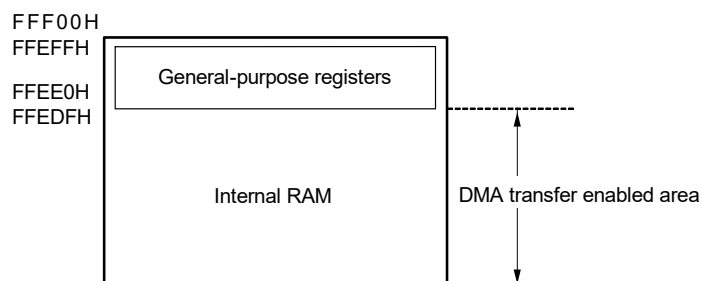 FFF00H
FFEFFH
General-purpose registers
FFEE0H
FFEDFH
Internal RAM
DMA transfer enabled area